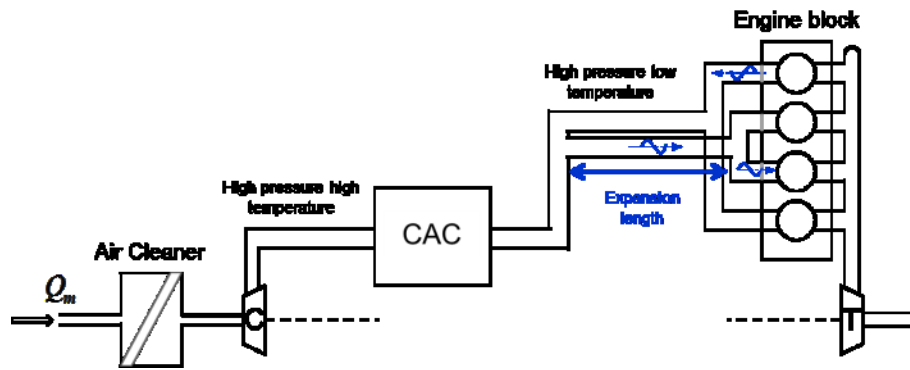 Engine block
High pressure low
temperature
High pressure high
temperature
Expansion
length
CAC
Air Cleaner
Qm
C
T